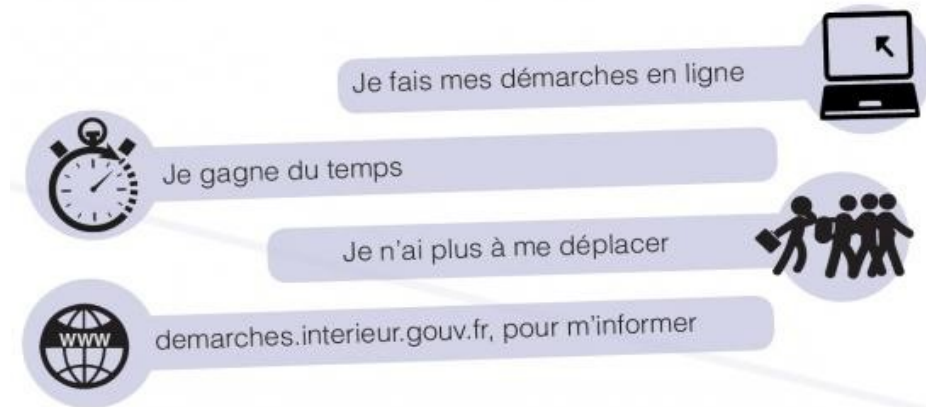 Je fais mes démarches en ligne
Je gagne du temps
Je n'ai plus à me déplacer
www
demarches.interieur.gouv.fr, pour m'informer